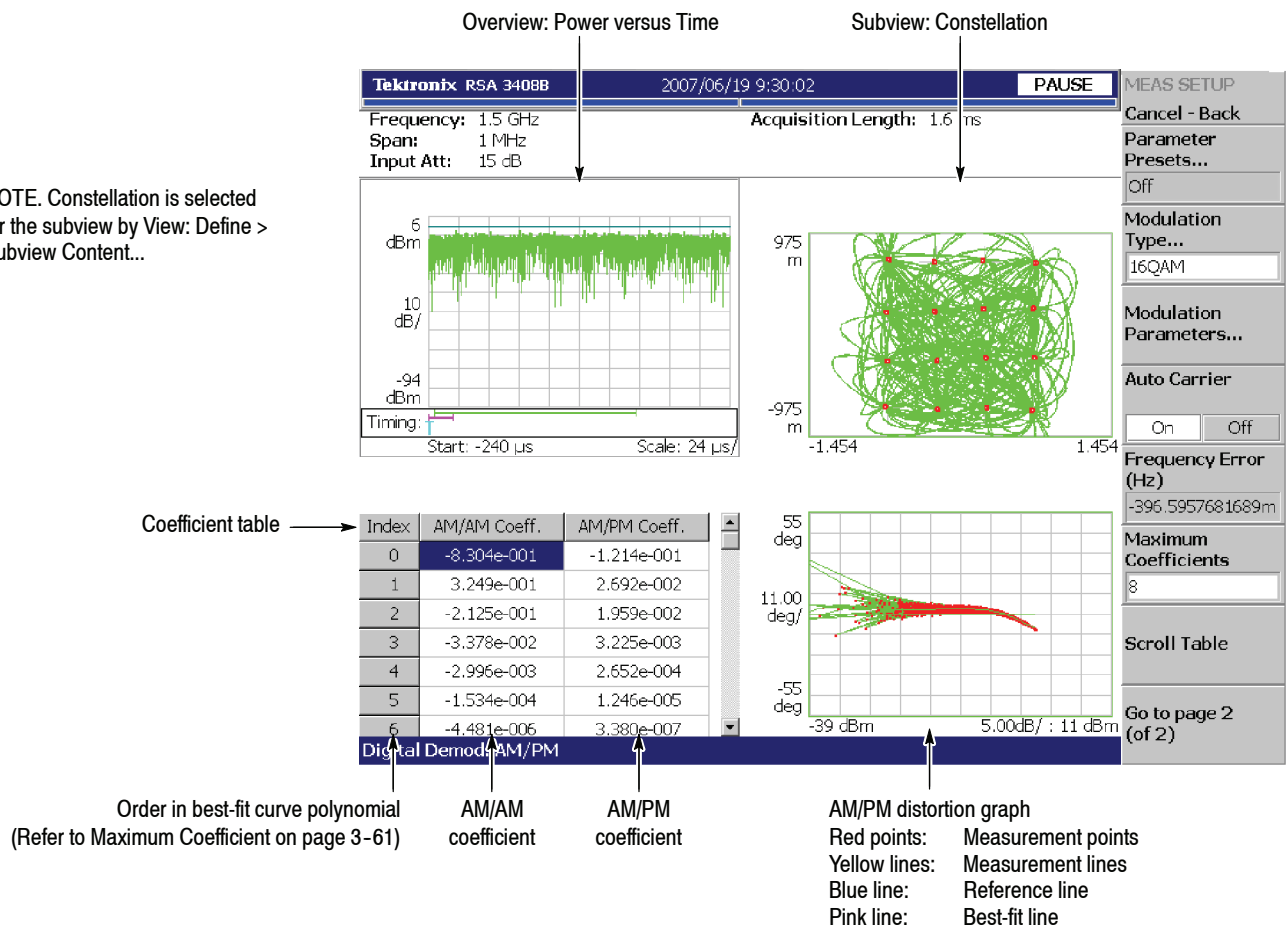 Overview: Power versus Time
Subview: Constellation
Tektronix RSA 3408B 2007/06/19 9:30:02 PAUSE
Frequency: 1.5 GHz
Span: 1 MHz
Input Att: 15 dB
Acquisition Length: 1.6 ms
OTE. Constellation is selected
r the subview by View: Define >
ubview Content...
6
dBm
10
dB/
-94
dBm
Timing:
Start: -240 µs Scale: 24 µs/
975
m
-975
m
-1.454 1.454
Coefficient table
Index AM/AM Coeff. AM/PM Coeff.
0 -8.304e-001 -1.214e-001
1 3.249e-001 2.692e-002
2 -2.125e-001 1.959e-002
3 -3.378e-002 3.225e-003
4 -2.996e-003 2.652e-004
5 -1.534e-004 1.246e-005
6 -4.481e-006 3.380e-007
55
deg
11.00
deg/
-55
deg
-39 dBm 5.00dB/ : 11 dBm
Digital Demod: AM/PM
MEAS SETUP
Cancel - Back
Parameter
Presets...
Off
Modulation
Type...
16QAM
Modulation
Parameters...
Auto Carrier
On Off
Frequency Error
(Hz)
-396.5957681689m
Maximum
Coefficients
8
Scroll Table
Go to page 2
(of 2)
Order in best-fit curve polynomial
(Refer to Maximum Coefficient on page 3-61)
AM/AM
coefficient
AM/PM
coefficient
AM/PM distortion graph
Red points: Measurement points
Yellow lines: Measurement lines
Blue line: Reference line
Pink line: Best-fit line